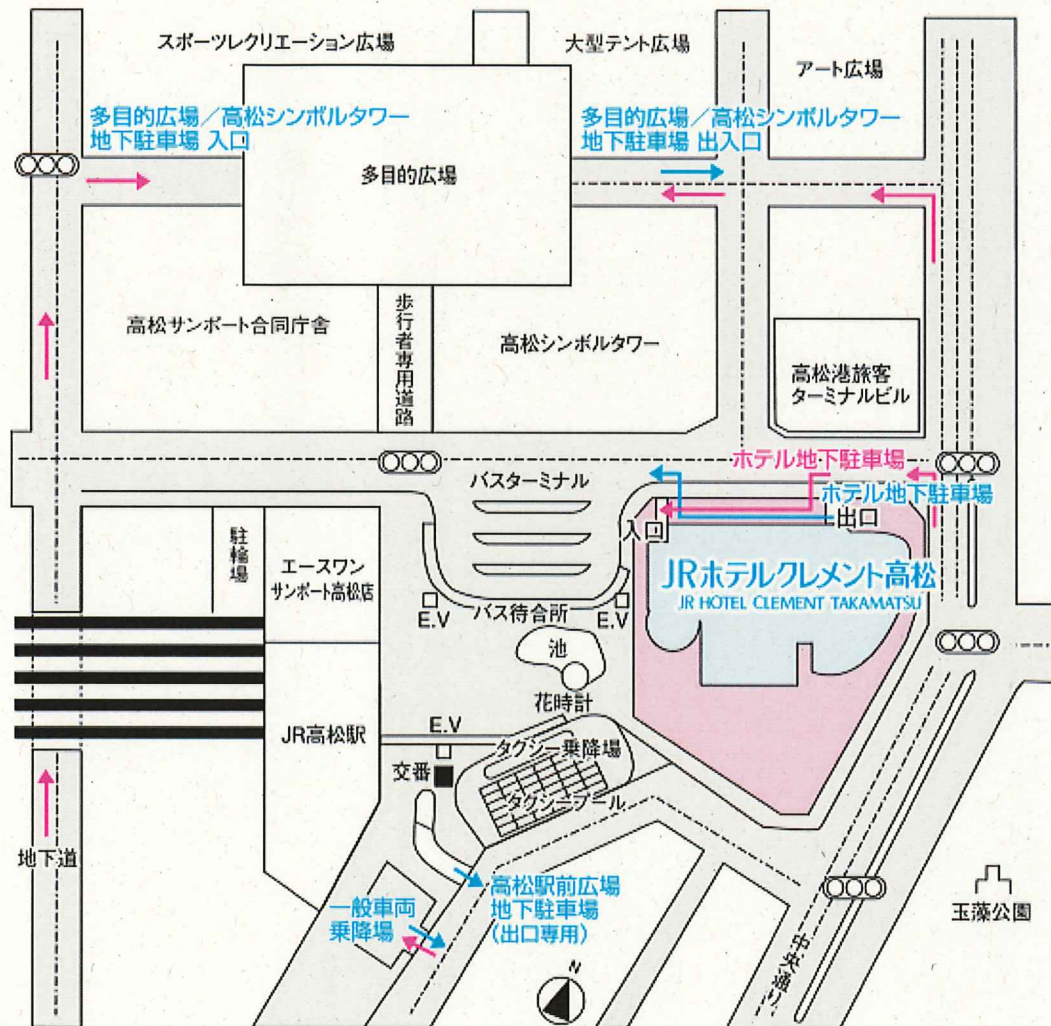 スポーツレクリエーション広場
大型テント広場
アート広場
多目的広場／高松シンボルタワー
地下駐車場 入口
多目的広場／高松シンボルタワー
地下駐車場 出入口
多目的広場
高松サンポート合同庁舎
歩行者専用道路
高松シンボルタワー
高松港旅客
ターミナルビル
ホテル地下駐車場
バスターミナル
ホテル地下駐車場
入口
出口
駐輪場
エースワン
サンポート高松店
JRホテルクレメント高松
JR HOTEL CLEMENT TAKAMATSU
E.V
バス待合所
E.V
池
花時計
JR高松駅
E.V
タクシー乗降場
交番
タクシープール
地下道
高松駅前広場
地下駐車場
(出口専用)
一般車両
乗降場
玉藻公園
中央通り
N